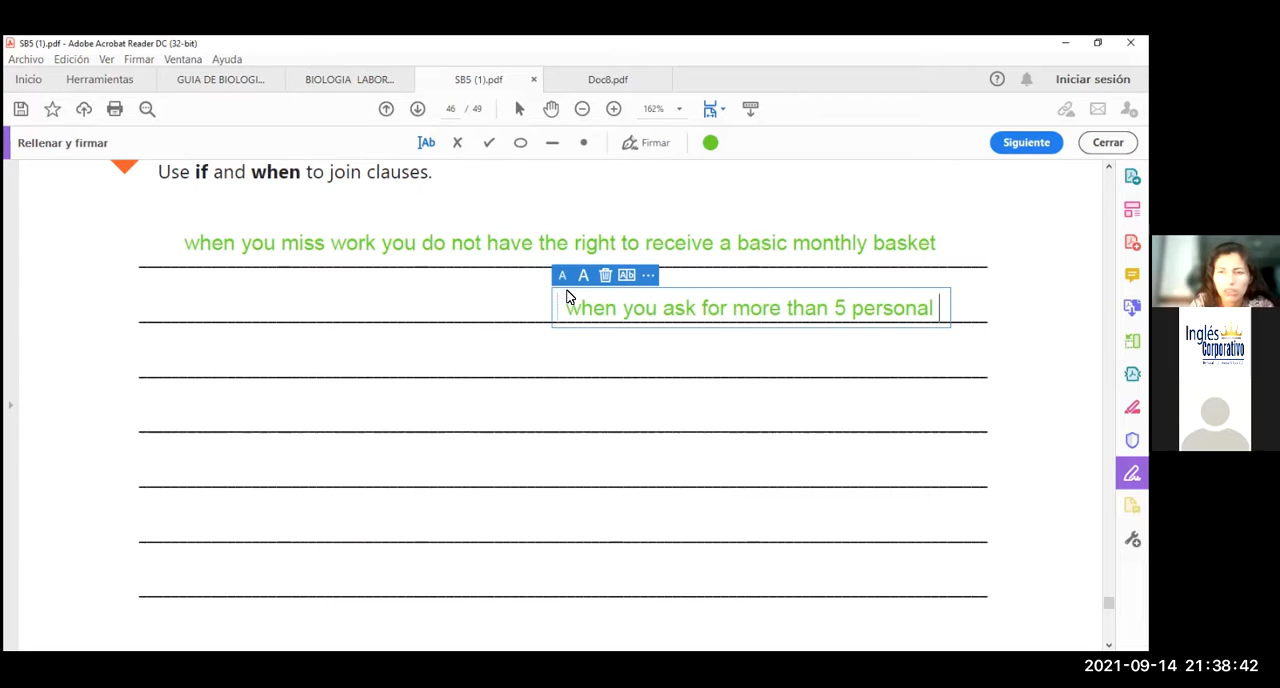 SB5 (1).pdf - Adobe Acrobat Reader DC (32-bit)
Archivo Edición Ver Firmar Ventana Ayuda
Inicio Herramientas GUIA DE BIOLOGI... BIOLOGIA LABOR... SB5 (1).pdf × Doc8.pdf Iniciar sesión
46 / 49 162%
Rellenar y firmar Ab Firmar Siguiente Cerrar
Use if and when to join clauses.
when you miss work you do not have the right to receive a basic monthly basket
A A Ab ...
when you ask for more than 5 personal
Inglés
Corporativo
2021-09-14 21:38:42